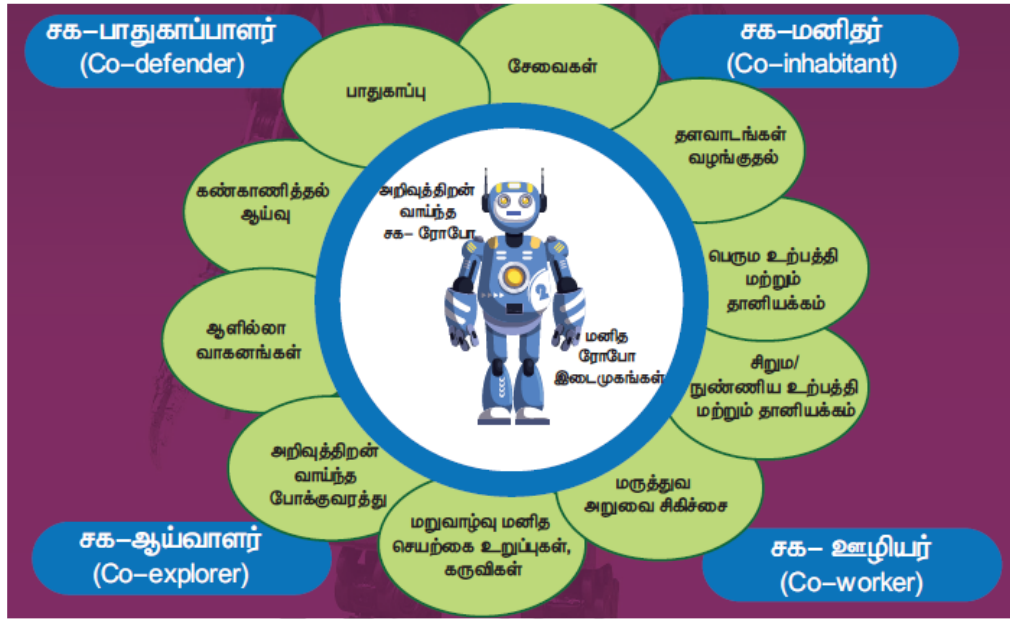 சக–பாதுகாப்பாளர்
(Co–defender)
சக–மனிதர்
(Co–inhabitant)
சேவைகள்
பாதுகாப்பு
தளவாடங்கள்
வழங்குதல்
கண்காணித்தல்
ஆய்வு
அறிவுத்திறன்
வாய்ந்த
சக– ரோபோ
பெரும உற்பத்தி
மற்றும்
தானியக்கம்
ஆளில்லா
வாகனங்கள்
மனித
ரோபோ
இடைமுகங்கள்
சிறும/
நுண்ணிய உற்பத்தி
மற்றும் தானியக்கம்
அறிவுத்திறன்
வாய்ந்த
போக்குவரத்து
மருத்துவ
அறுவை சிகிச்சை
மறுவாழ்வு மனித
செயற்கை உறுப்புகள்,
கருவிகள்
சக–ஆய்வாளர்
(Co–explorer)
சக– ஊழியர்
(Co–worker)
2